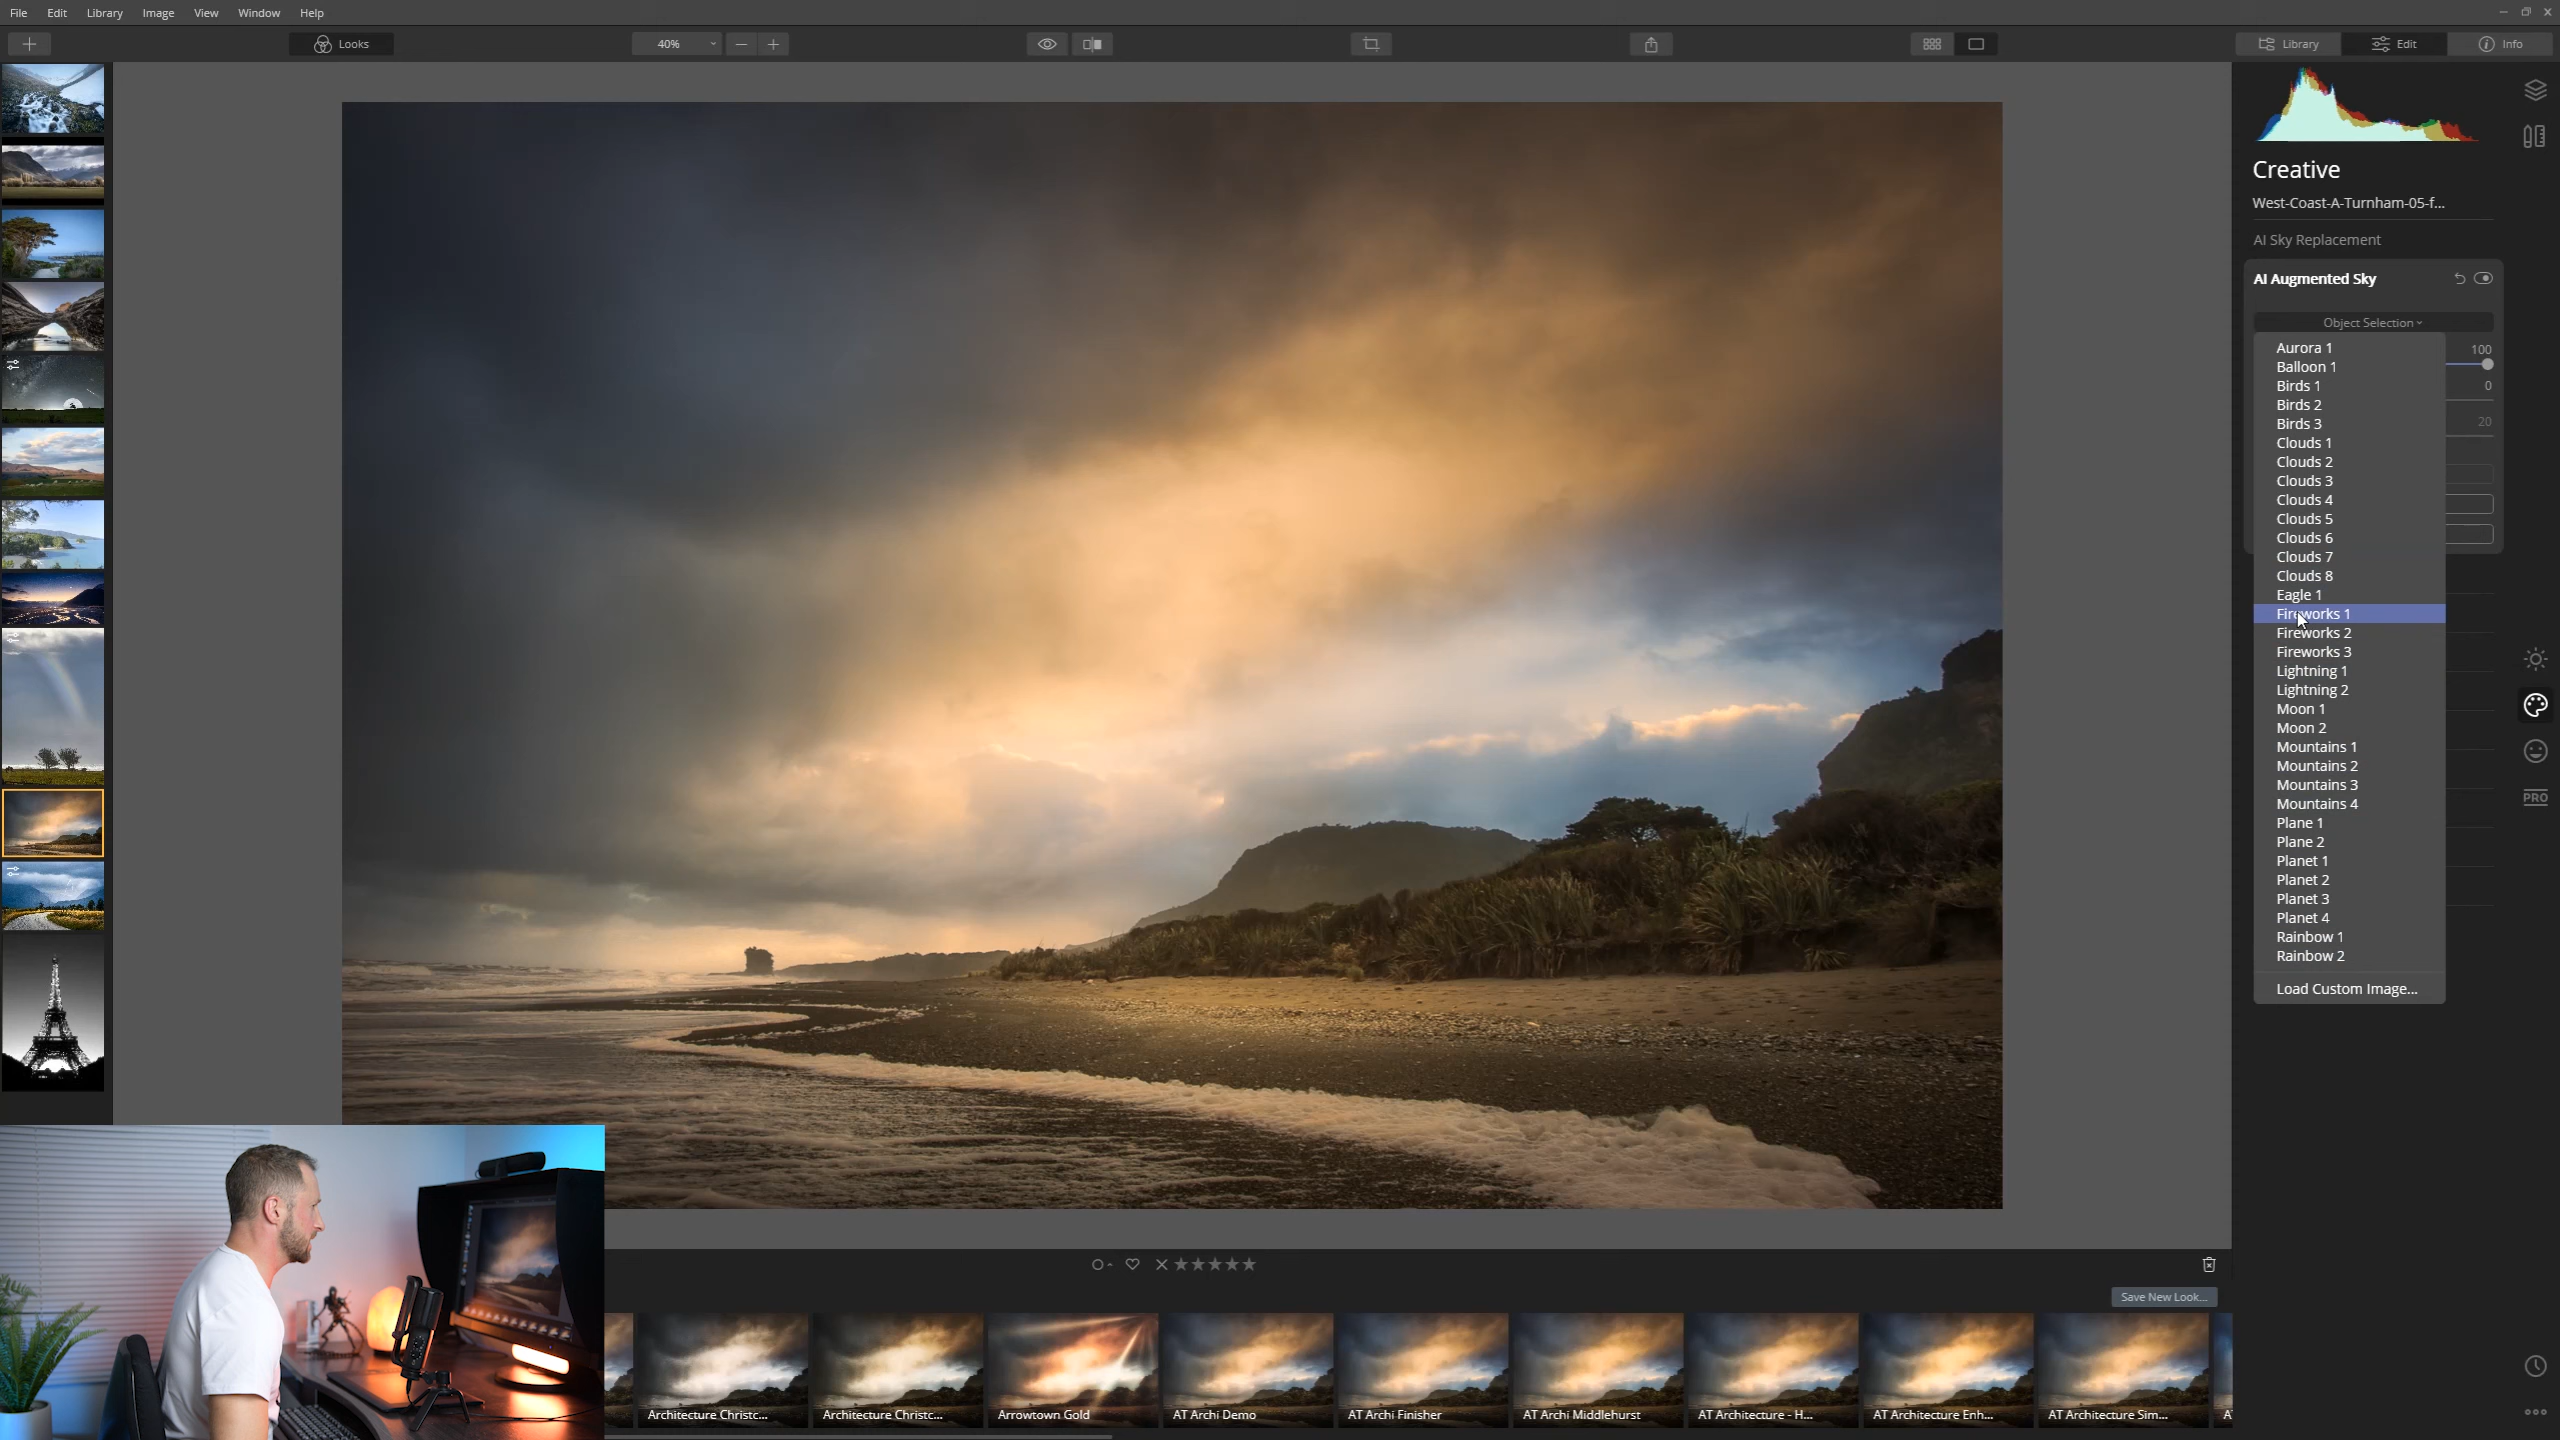 File Edit Library Image View Window Help
Looks
40%
Library Edit Info
Creative
West-Coast-A-Turnham-05-f...
AI Sky Replacement
AI Augmented Sky
Object Selection
100
0
20
Aurora 1
Balloon 1
Birds 1
Birds 2
Birds 3
Clouds 1
Clouds 2
Clouds 3
Clouds 4
Clouds 5
Clouds 6
Clouds 7
Clouds 8
Eagle 1
Fireworks 1
Fireworks 2
Fireworks 3
Lightning 1
Lightning 2
Moon 1
Moon 2
Mountains 1
Mountains 2
Mountains 3
Mountains 4
Plane 1
Plane 2
Planet 1
Planet 2
Planet 3
Planet 4
Rainbow 1
Rainbow 2
Load Custom Image...
PRO
Save New Look...
Architecture Christc...
Architecture Christc...
Arrowtown Gold
AT Archi Demo
AT Archi Finisher
AT Archi Middlehurst
AT Architecture - H...
AT Architecture Enh...
AT Architecture Sim...